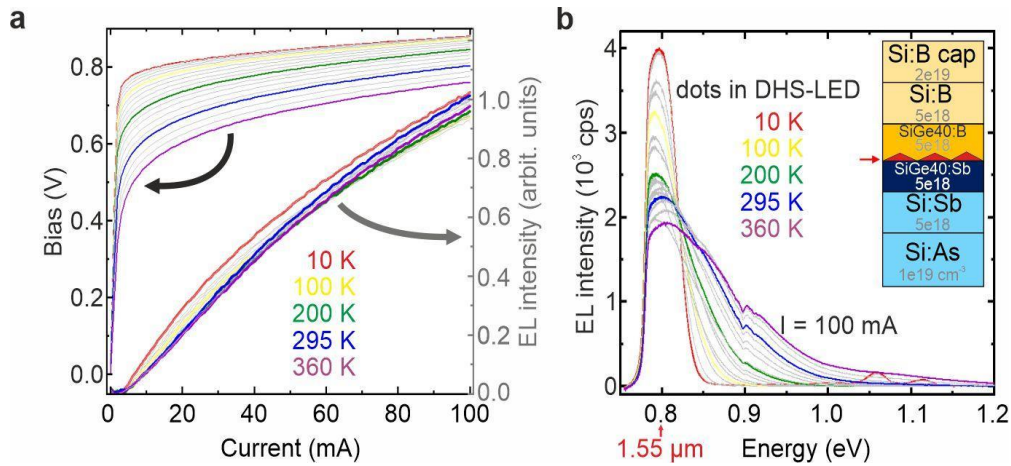 a
Bias (V)
0.8
0.6
0.4
0.2
0.0
0
20
40
60
80
100
Current (mA)
10 K
100 K
200 K
295 K
360 K
1.0
0.8
0.6
0.4
0.2
0.0
EL intensity (arbit. units)
b
EL intensity (10³ cps)
4
3
2
1
0
dots in DHS-LED
10 K
100 K
200 K
295 K
360 K
I = 100 mA
Si:B cap
2e19
Si:B
5e18
SiGe40:B
5e18
SiGe40:Sb
5e18
Si:Sb
5e18
Si:As
1e19 cm⁻³
0.8
0.9
1.0
1.1
1.2
1.55 µm
Energy (eV)